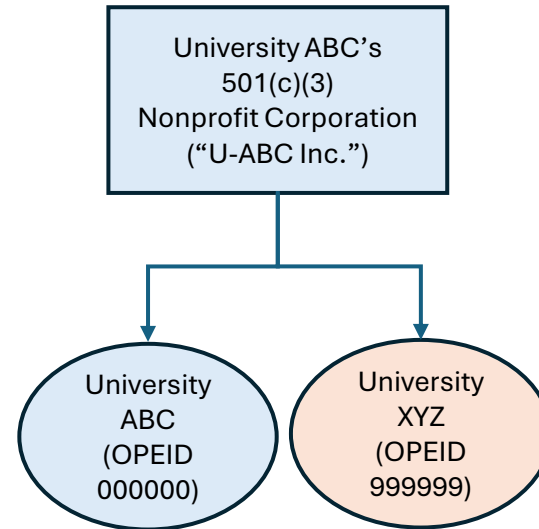 University ABC’s
501(c)(3)
Nonprofit Corporation
(“U-ABC Inc.”)
University
ABC
(OPEID
000000)
University
XYZ
(OPEID
999999)